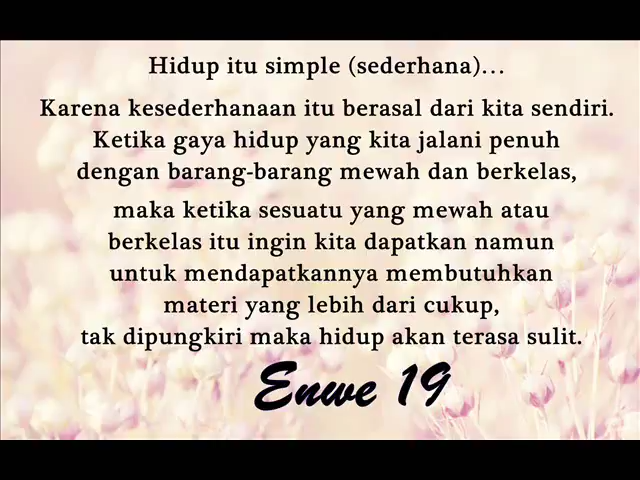 Hidup itu simple (sederhana)...
Karena kesederhanaan itu berasal dari kita sendiri.
Ketika gaya hidup yang kita jalani penuh
dengan barang-barang mewah dan berkelas,
maka ketika sesuatu yang mewah atau
berkelas itu ingin kita dapatkan namun
untuk mendapatkannya membutuhkan
materi yang lebih dari cukup,
tak dipungkiri maka hidup akan terasa sulit.
Enwe 19